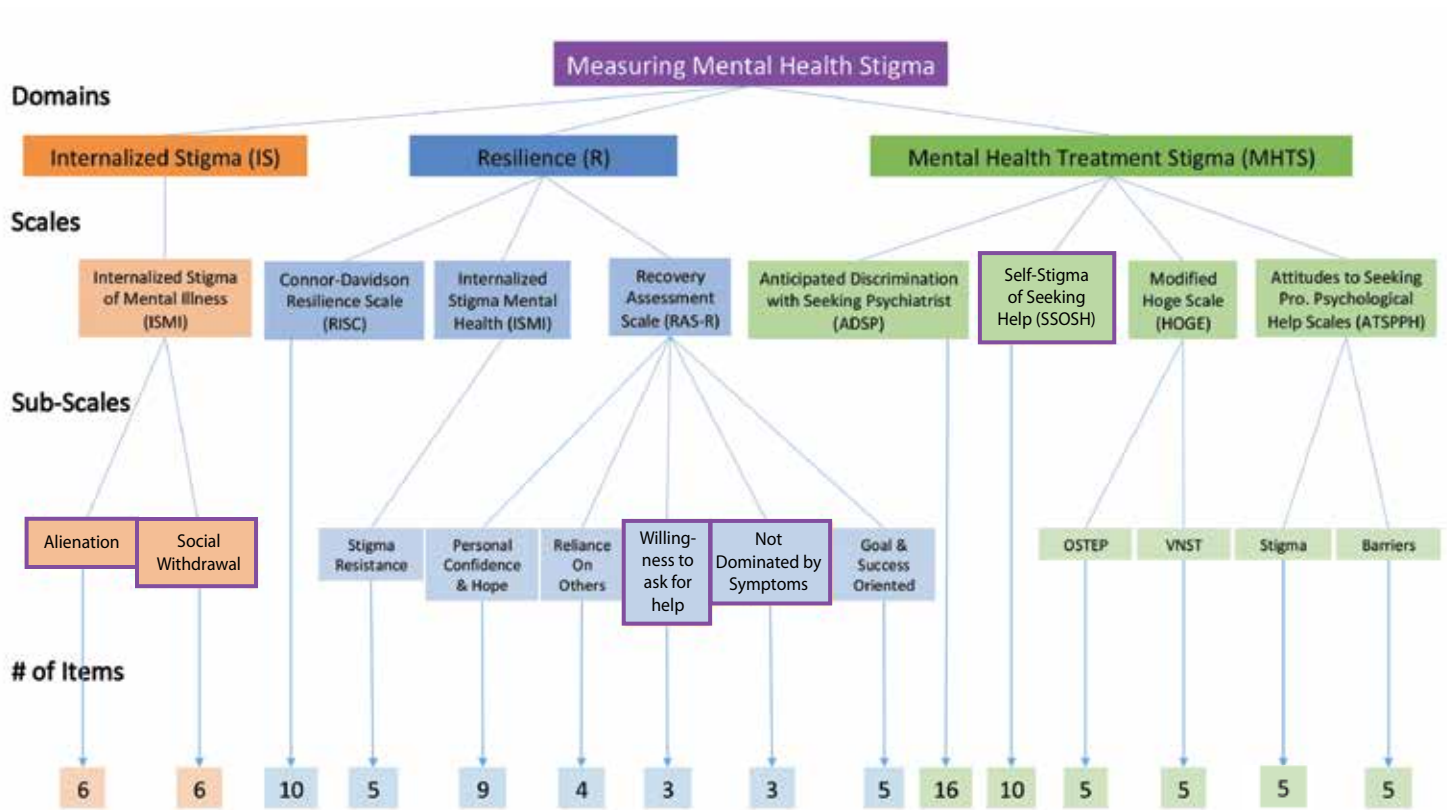 Measuring Mental Health Stigma
Domains
Internalized Stigma (IS)
Resilience (R)
Mental Health Treatment Stigma (MHTS)
Scales
Internalized Stigma
of Mental Illness
(ISMI)
Connor-Davidson
Resilience Scale
(RISC)
Internalized
Stigma Mental
Health (ISMI)
Recovery
Assessment
Scale (RAS-R)
Anticipated Discrimination
with Seeking Psychiatrist
(ADSP)
Self-Stigma
of Seeking
Help (SSOSH)
Modified
Hoge Scale
(HOGE)
Attitudes to Seeking
Pro. Psychological
Help Scales (ATSPPH)
Sub-Scales
Alienation
Social
Withdrawal
Stigma
Resistance
Personal
Confidence
& Hope
Reliance
On
Others
Willing-
ness to
ask for
help
Not
Dominated by
Symptoms
Goal &
Success
Oriented
OSTEP
VNST
Stigma
Barriers
# of Items
6
6
10
5
9
4
3
3
5
16
10
5
5
5
5